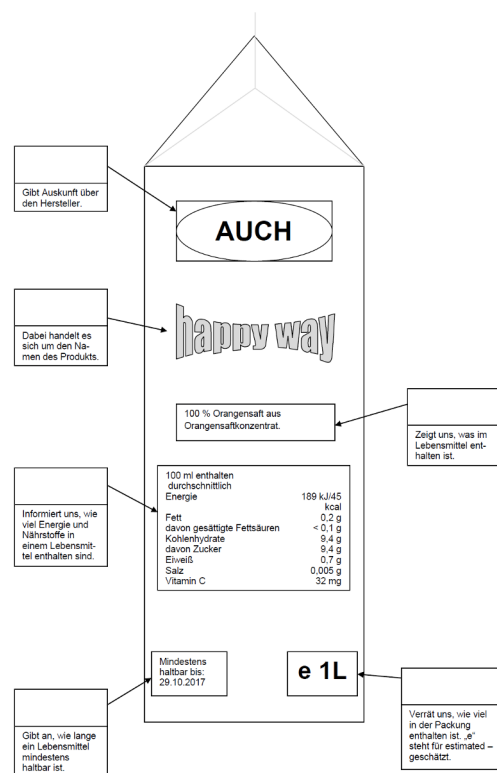 Gibt Auskunft über
den Hersteller.
AUCH
happy way
Dabei handelt es
sich um den Na-
men des Produkts.
100 % Orangensaft aus
Orangensaftkonzentrat.
Zeigt uns, was im
Lebensmittel ent-
halten ist.
100 ml enthalten
durchschnittlich
Energie 189 kJ/45
kcal
Fett 0,2 g
davon gesättigte Fettsäuren < 0,1 g
Kohlenhydrate 9,4 g
davon Zucker 9,4 g
Eiweiß 0,7 g
Salz 0,005 g
Vitamin C 32 mg
Informiert uns, wie
viel Energie und
Nährstoffe in
einem Lebensmit-
tel enthalten sind.
Mindestens
haltbar bis:
29.10.2017
e 1L
Gibt an, wie lange
ein Lebensmittel
mindestens
haltbar ist.
Verrät uns, wie viel
in der Packung
enthalten ist. „e"
steht für estimated –
geschätzt.